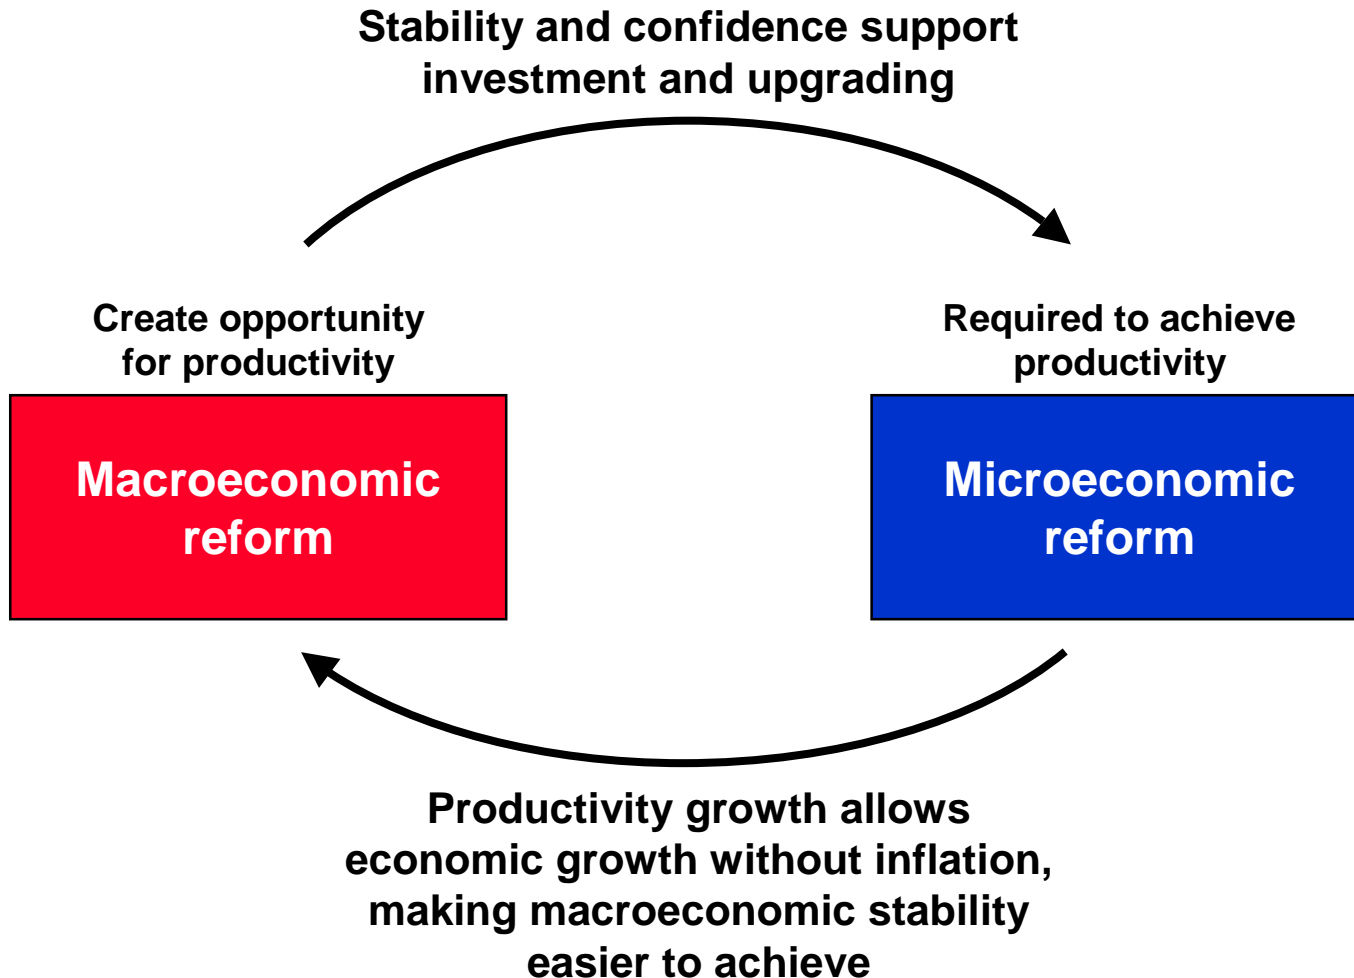 Stability and confidence support
investment and upgrading
Create opportunity
for productivity
Required to achieve
productivity
Macroeconomic
reform
Microeconomic
reform
Productivity growth allows
economic growth without inflation,
making macroeconomic stability
easier to achieve